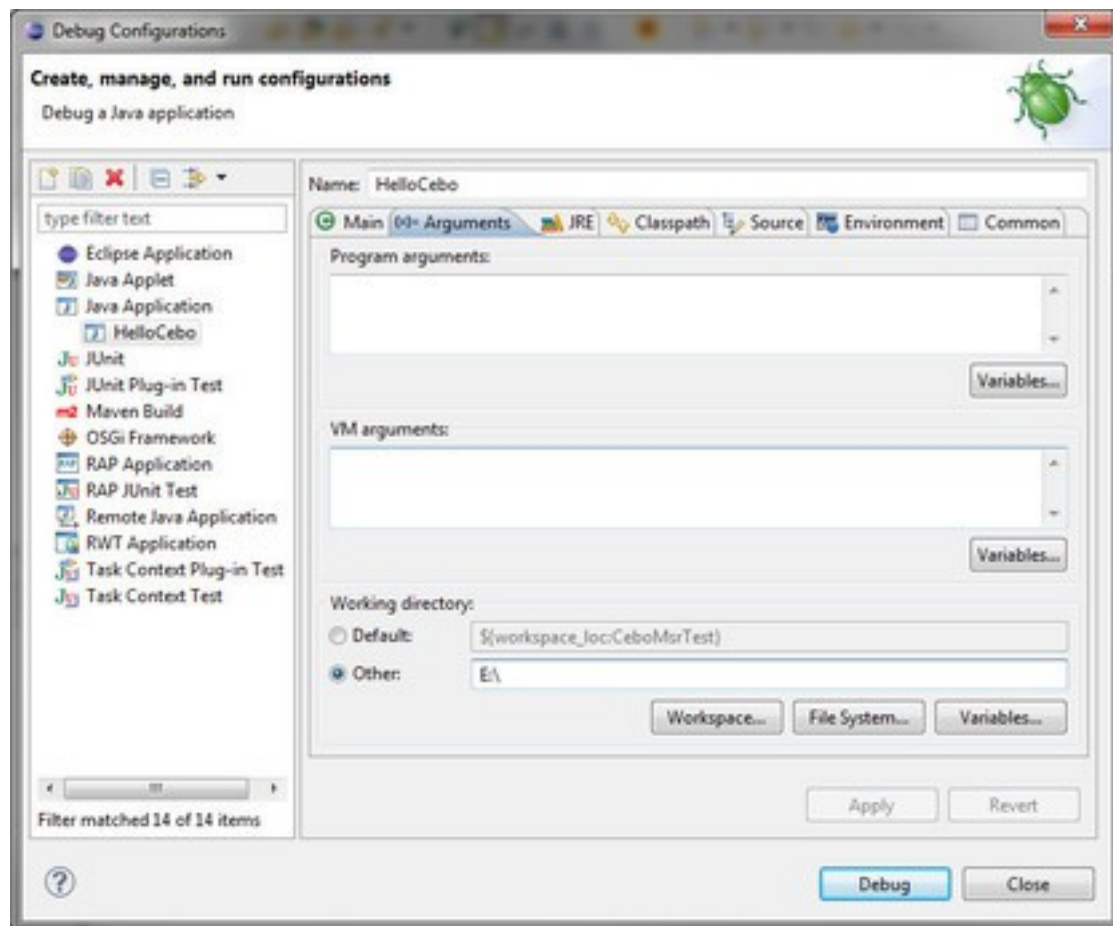 Debug Configurations
Create, manage, and run configurations
Debug a Java application
type filter text
Eclipse Application
Java Applet
Java Application
HelloCebo
JUnit
JUnit Plug-in Test
m2 Maven Build
OSGi Framework
RAP Application
RAP JUnit Test
Remote Java Application
RWT Application
Task Context Plug-in Test
Task Context Test
Filter matched 14 of 14 items
Name: HelloCebo
Main (x)= Arguments JRE Classpath Source Environment Common
Program arguments:
Variables...
VM arguments:
Variables...
Working directory:
Default: ${workspace_loc:CeboMsrTest}
Other: E:\
Workspace... File System... Variables...
Apply Revert
? Debug Close